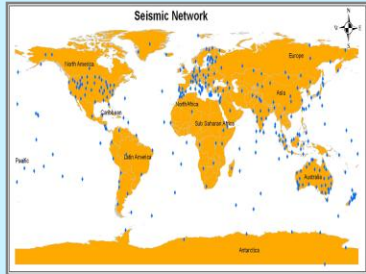 Seismic Network
N
Europe
North America
Asia
North Africa
Caribbean
Sub Saharan Africa
Pacific
Latin America
Australia
Antarctica